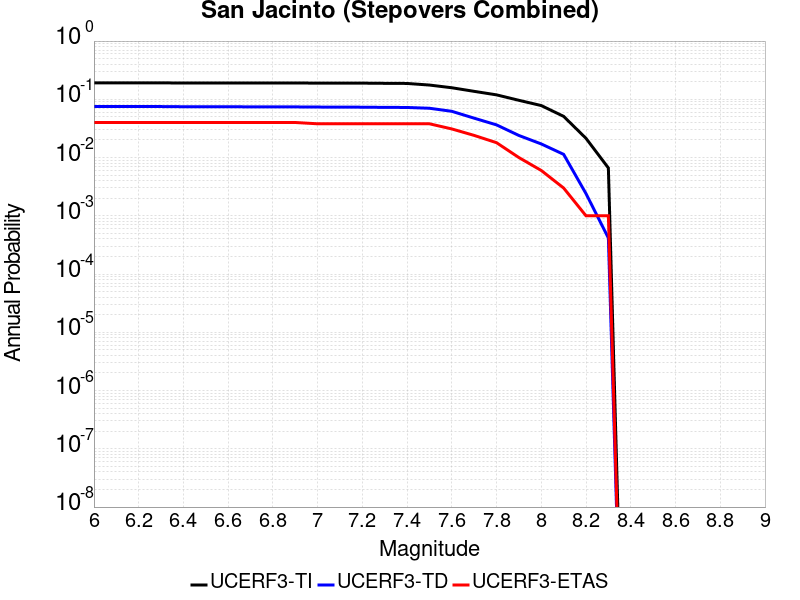 San Jacinto (Stepovers Combined)
10^0
10^-1
10^-2
10^-3
10^-4
10^-5
10^-6
10^-7
10^-8
Annual Probability
6 6.2 6.4 6.6 6.8 7 7.2 7.4 7.6 7.8 8 8.2 8.4 8.6 8.8 9
Magnitude
UCERF3-TI UCERF3-TD UCERF3-ETAS